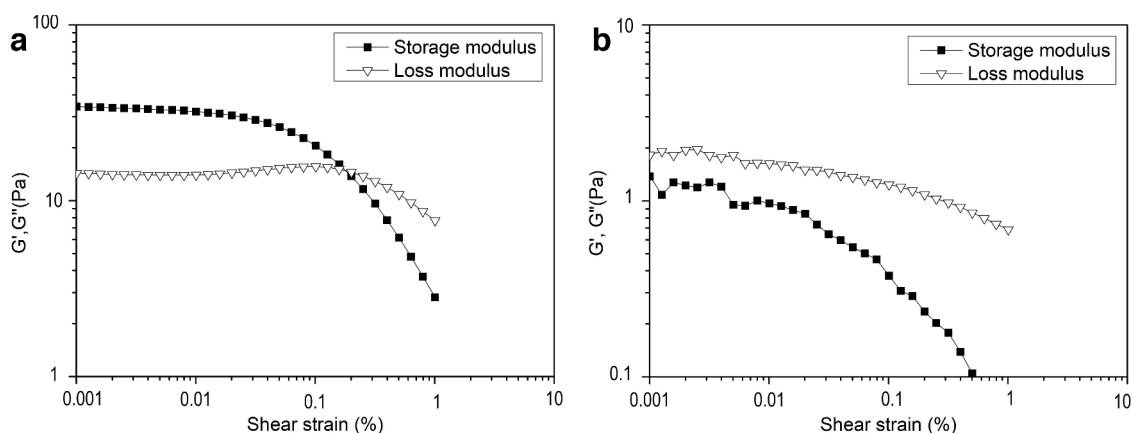 a
100
10
1
G',G''(Pa)
Storage modulus
Loss modulus
0.001
0.01
0.1
1
10
Shear strain (%)
b
10
1
0.1
G', G''(Pa)
Storage modulus
Loss modulus
0.001
0.01
0.1
1
10
Shear strain (%)